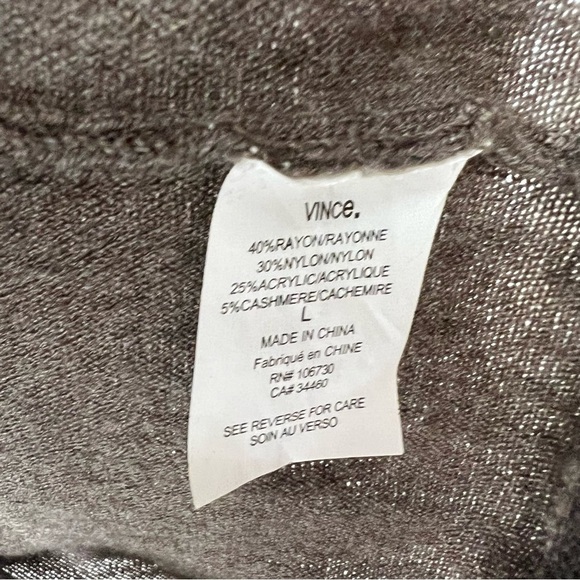 VINCe.
40%RAYON/RAYONNE
30%NYLON/NYLON
25%ACRYLIC/ACRYLIQUE
5%CASHMERE/CACHEMIRE
L
MADE IN CHINA
Fabriqué en CHINE
RN# 106730
CA# 34460
SEE REVERSE FOR CARE
SOIN AU VERSO